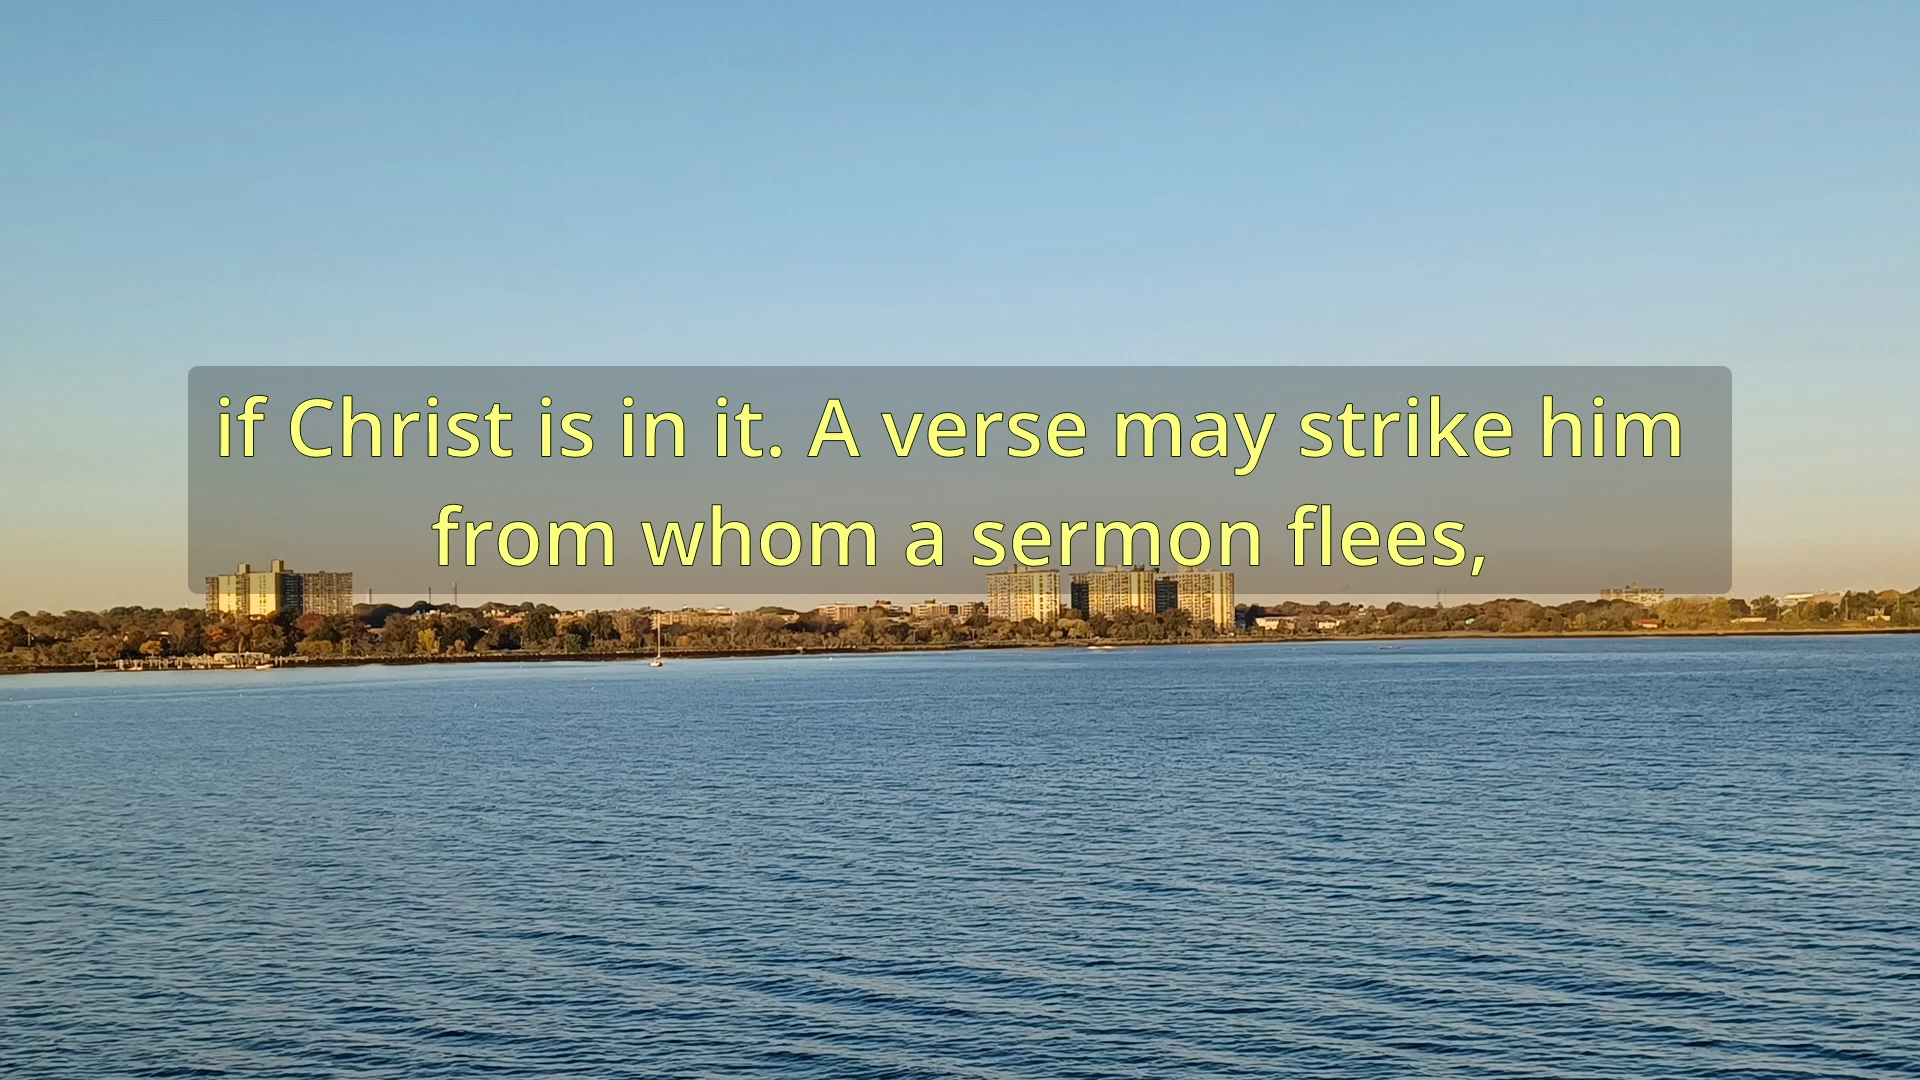 if Christ is in it. A verse may strike him
from whom a sermon flees,